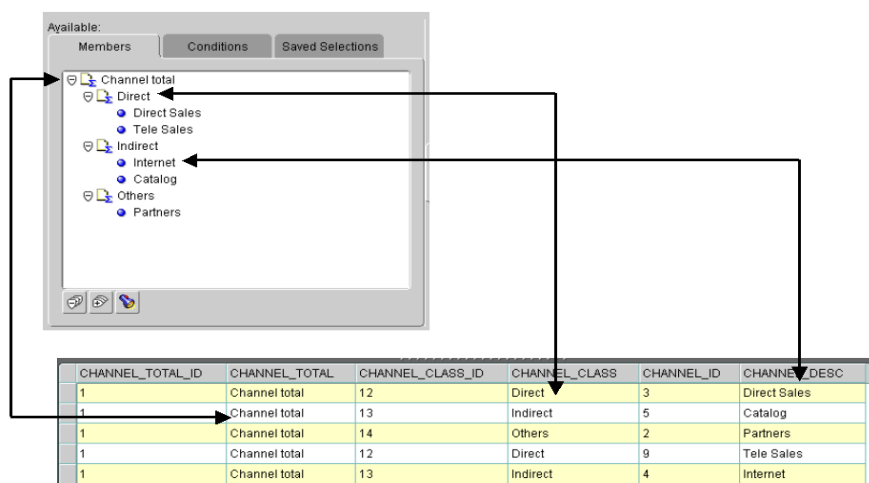 Available:
Members Conditions Saved Selections
Channel total
Direct
Direct Sales
Tele Sales
Indirect
Internet
Catalog
Others
Partners
CHANNEL_TOTAL_ID CHANNEL_TOTAL CHANNEL_CLASS_ID CHANNEL_CLASS CHANNEL_ID CHANNEL_DESC
1 Channel total 12 Direct 3 Direct Sales
1 Channel total 13 Indirect 5 Catalog
1 Channel total 14 Others 2 Partners
1 Channel total 12 Direct 9 Tele Sales
1 Channel total 13 Indirect 4 Internet